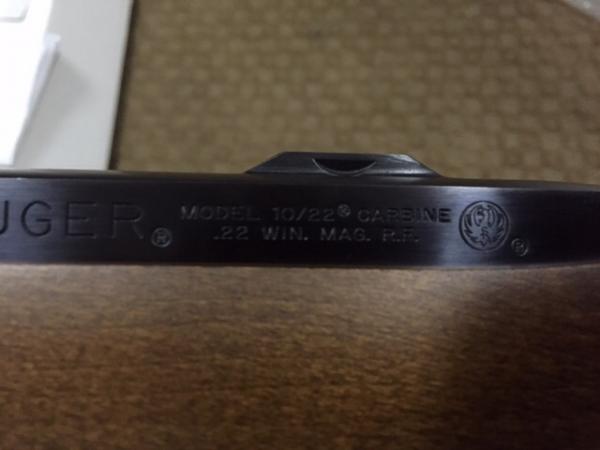 UGER®
MODEL 10/22® CARBINE
.22 WIN. MAG. R.F.
®